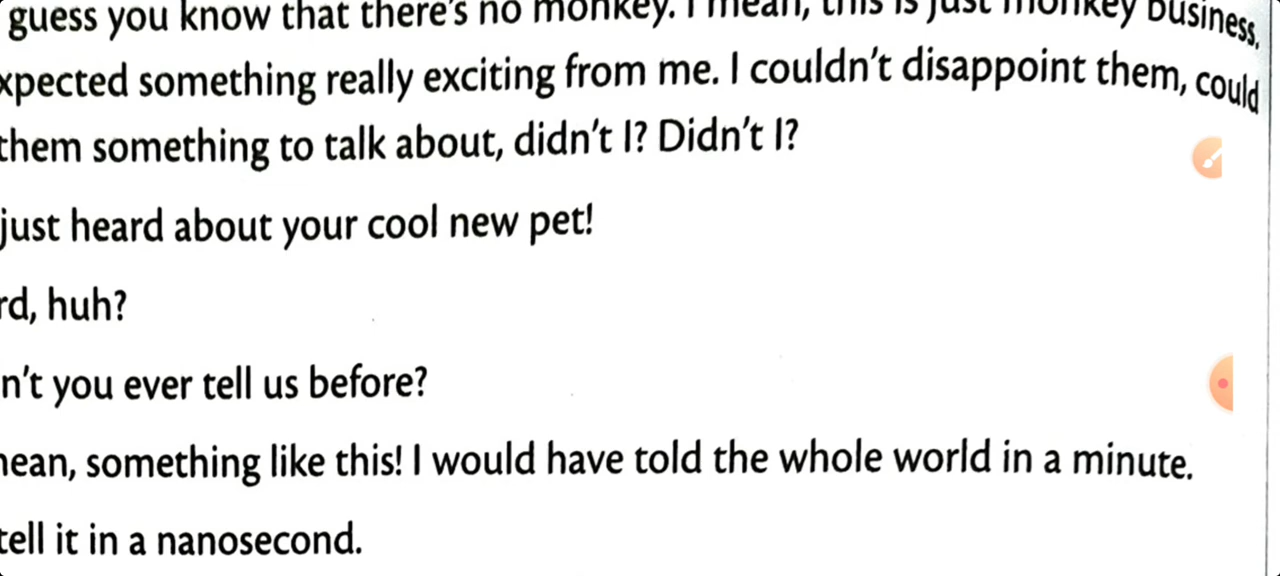 guess you know that there's no monkey. I mean, this is just monkey business.
xpected something really exciting from me. I couldn't disappoint them, could
them something to talk about, didn't I? Didn't I?
just heard about your cool new pet!
rd, huh?
n't you ever tell us before?
ean, something like this! I would have told the whole world in a minute.
tell it in a nanosecond.